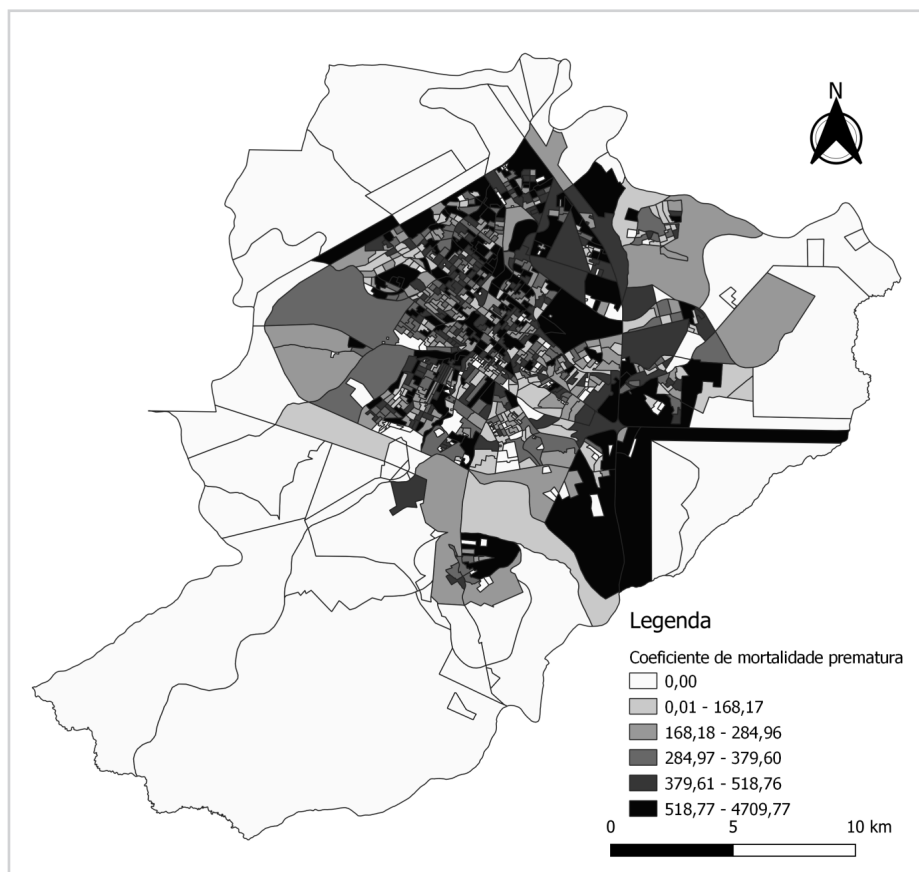 N
Legenda
Coeficiente de mortalidade prematura
0,00
0,01 - 168,17
168,18 - 284,96
284,97 - 379,60
379,61 - 518,76
518,77 - 4709,77
0 5 10 km